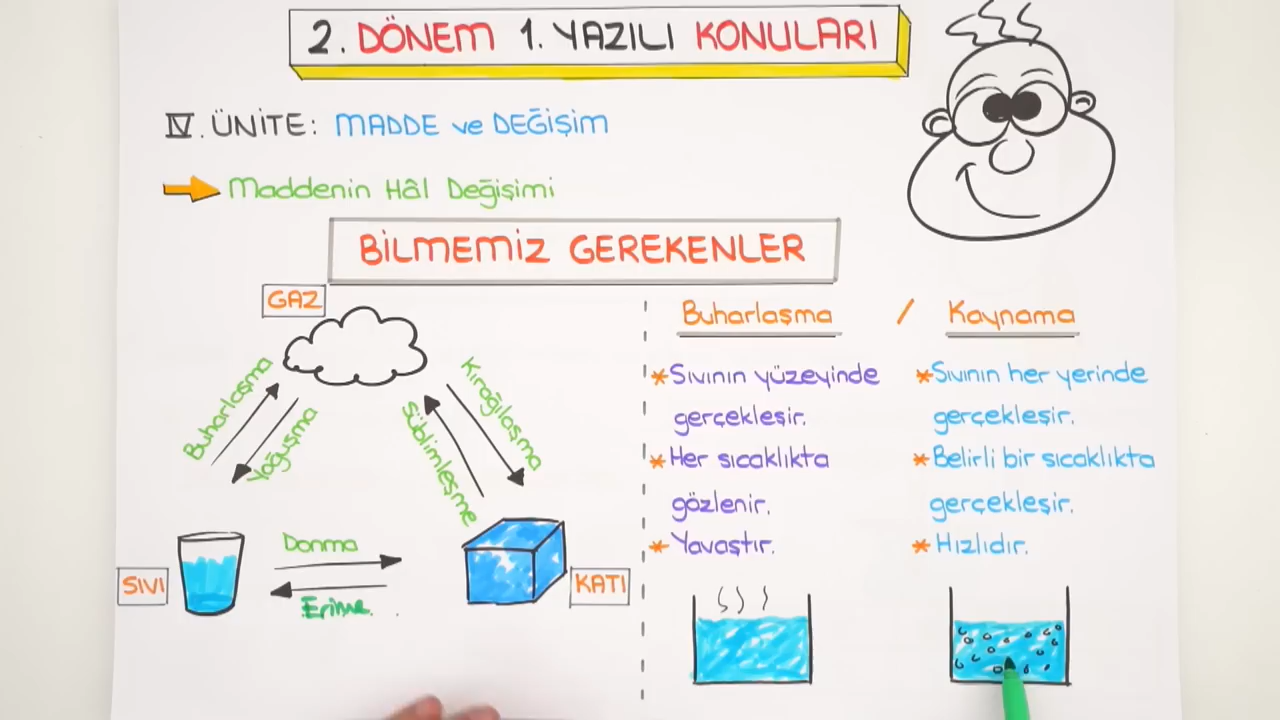 2. DÖNEM 1. YAZILI KONULARI
IV. ÜNİTE: MADDE ve DEĞİŞİM
Maddenin Hâl Değişimi
BİLMEMİZ GEREKENLER
GAZ
Buharlaşma
Yoğuşma
Süblimleşme
Kırağılaşma
Donma
Erime
SIVI
KATI
Buharlaşma / Kaynama
*Sıvının yüzeyinde
gerçekleşir.
*Her sıcaklıkta
gözlenir.
*Yavaştır.
*Sıvının her yerinde
gerçekleşir.
*Belirli bir sıcaklıkta
gerçekleşir.
*Hızlıdır.